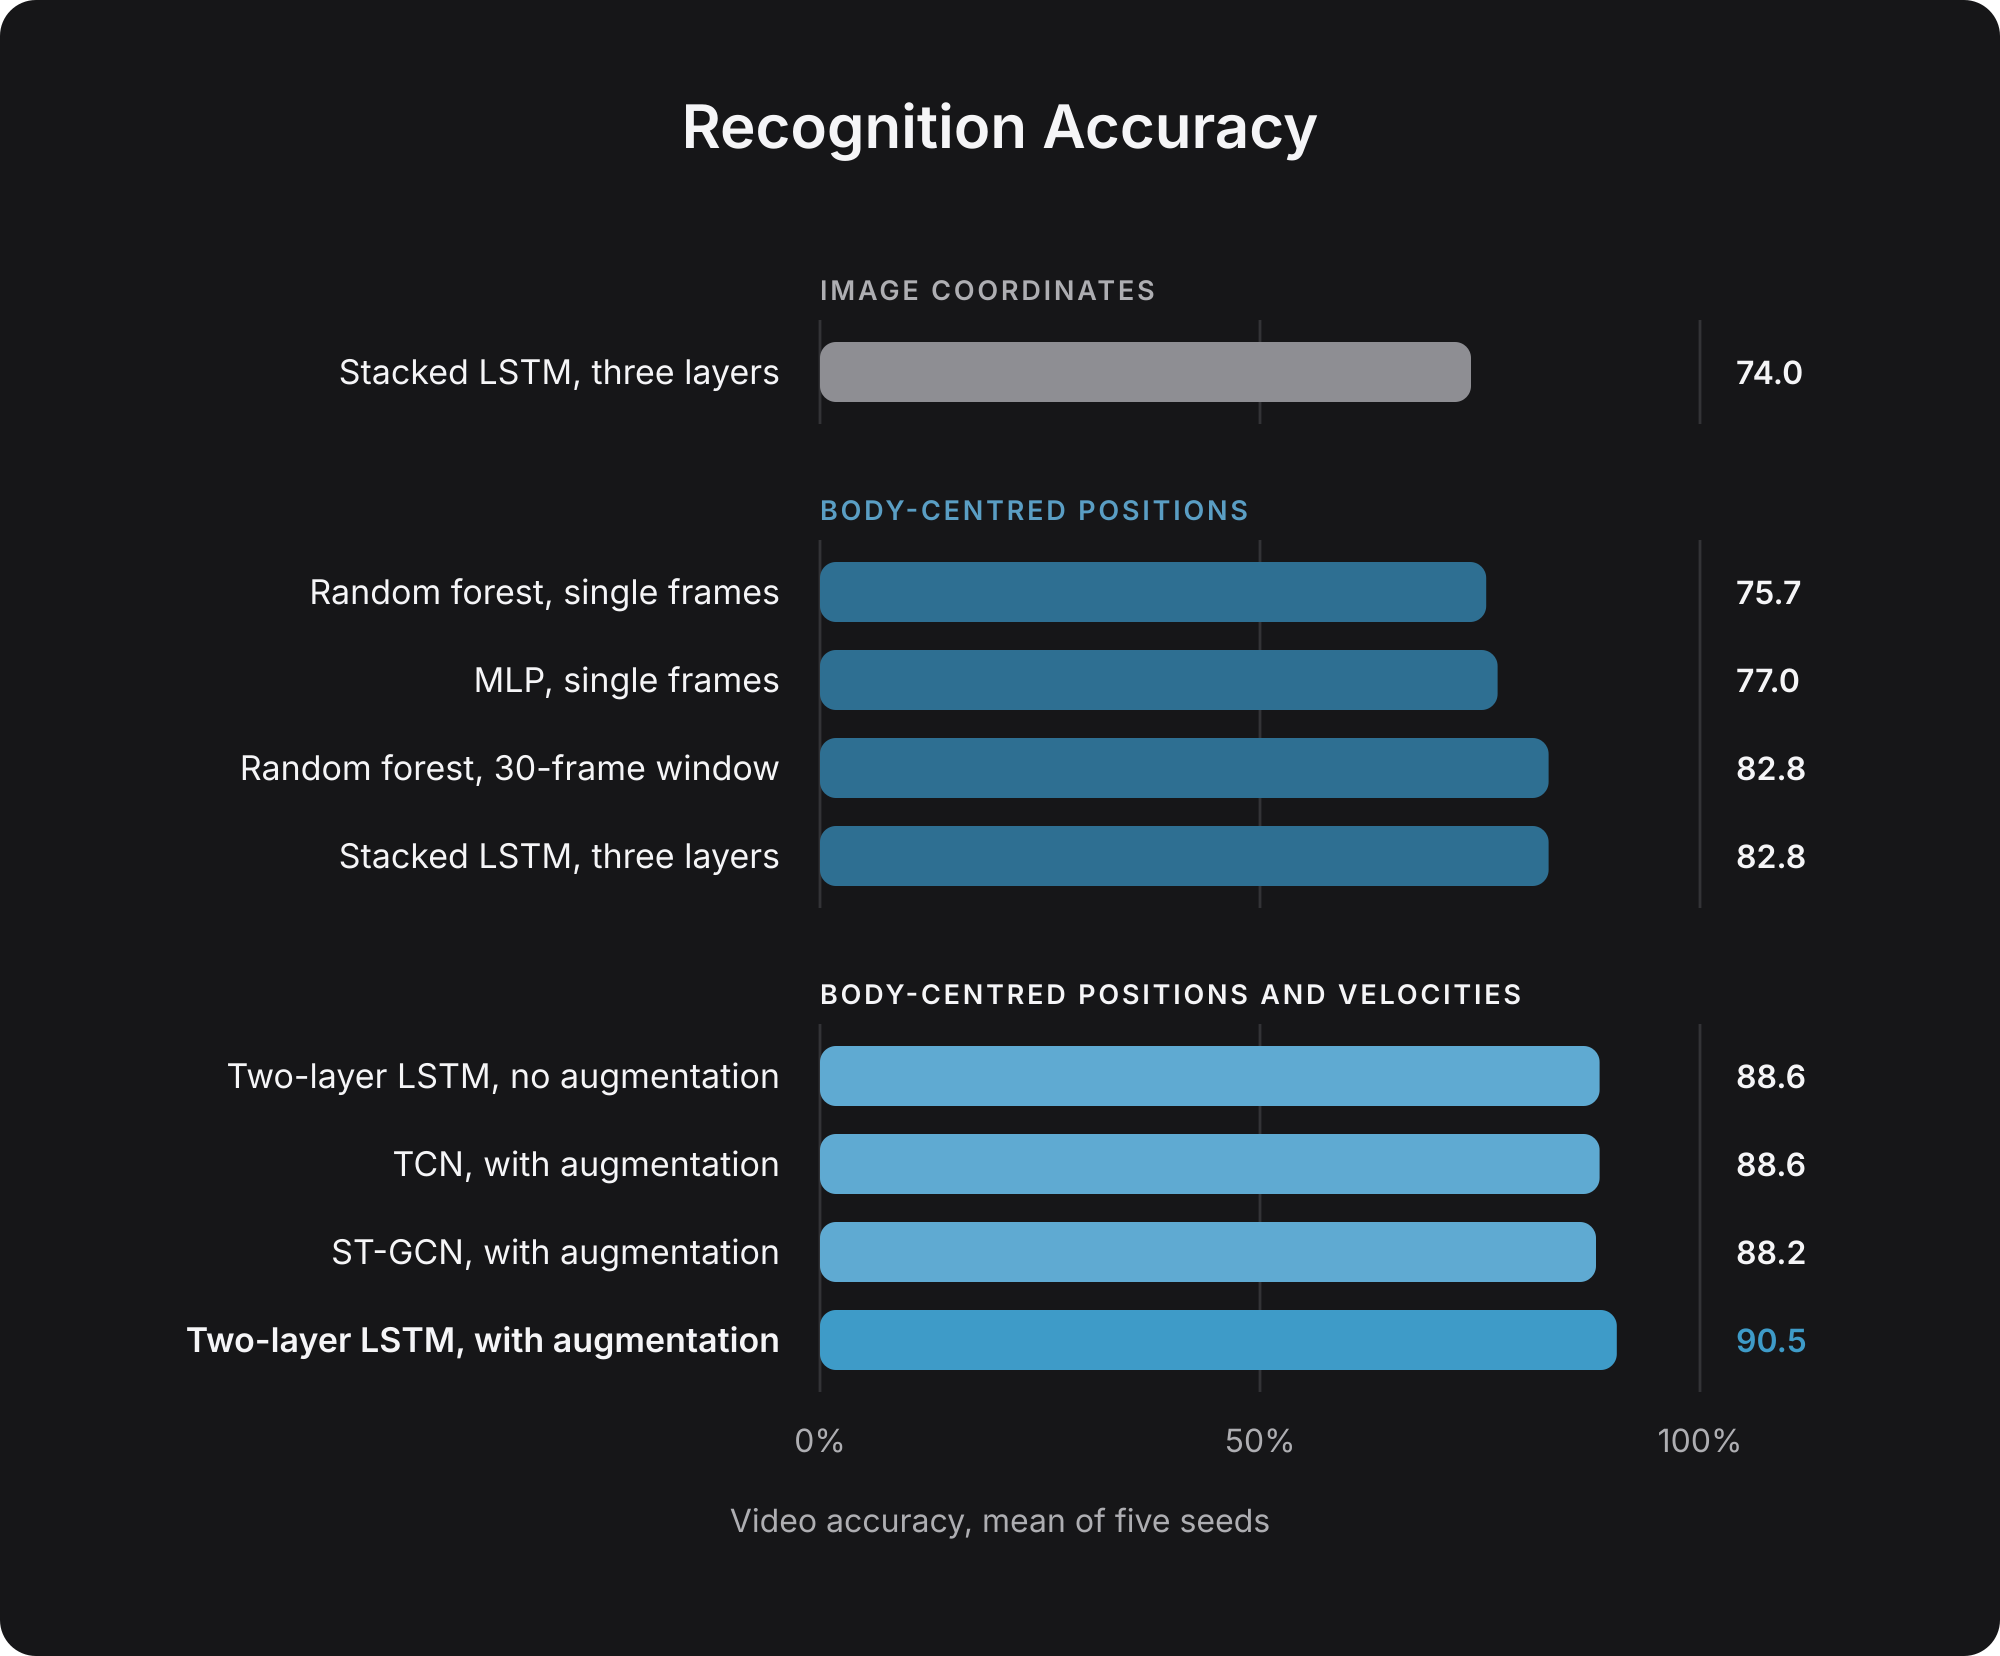 Recognition Accuracy
IMAGE COORDINATES
Stacked LSTM, three layers 74.0
BODY-CENTRED POSITIONS
Random forest, single frames 75.7
MLP, single frames 77.0
Random forest, 30-frame window 82.8
Stacked LSTM, three layers 82.8
BODY-CENTRED POSITIONS AND VELOCITIES
Two-layer LSTM, no augmentation 88.6
TCN, with augmentation 88.6
ST-GCN, with augmentation 88.2
Two-layer LSTM, with augmentation 90.5
0% 50% 100%
Video accuracy, mean of five seeds